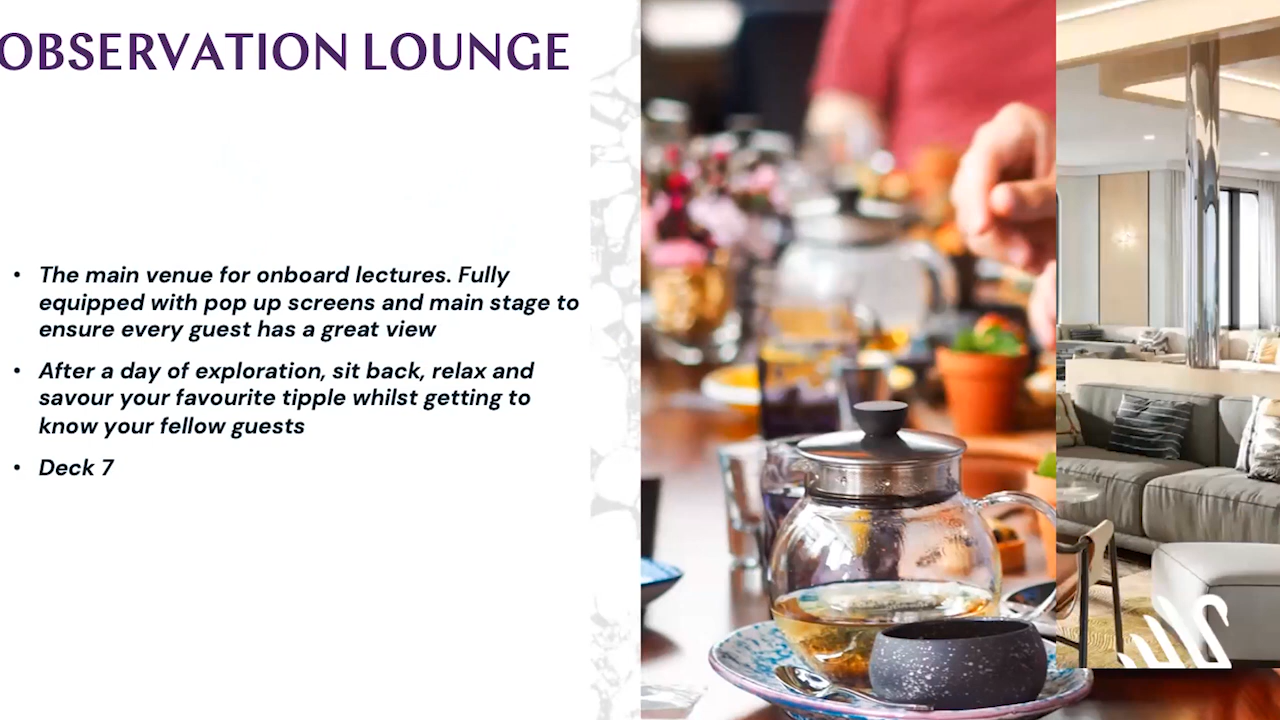 OBSERVATION LOUNGE
• The main venue for onboard lectures. Fully
equipped with pop up screens and main stage to
ensure every guest has a great view
• After a day of exploration, sit back, relax and
savour your favourite tipple whilst getting to
know your fellow guests
• Deck 7